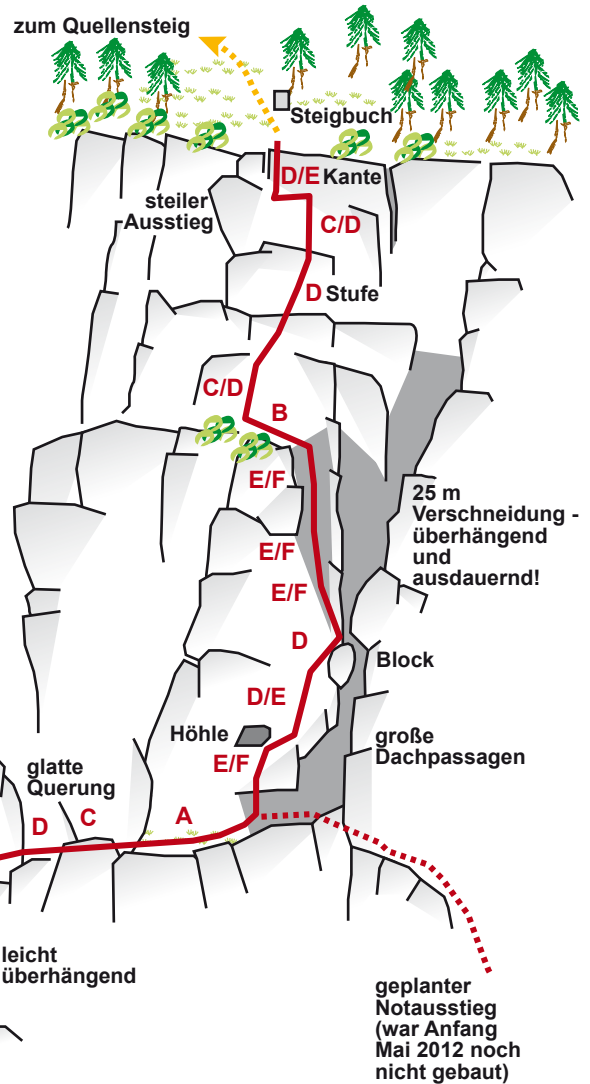 zum Quellensteig
Steigbuch
D/E Kante
steiler
Ausstieg
C/D
D Stufe
C/D
B
E/F
25 m
Verschneidung -
überhängend
und
ausdauernd!
E/F
E/F
D
Block
D/E
Höhle
große
Dachpassagen
E/F
glatte
Querung
D
C
A
leicht
überhängend
geplanter
Notausstieg
(war Anfang
Mai 2012 noch
nicht gebaut)